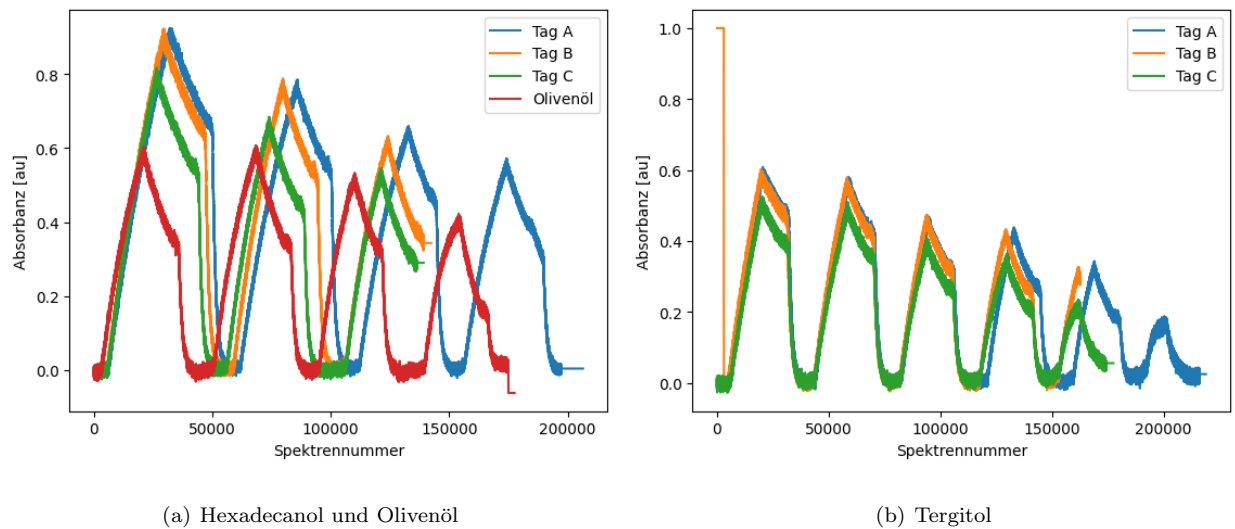 Tag A
Tag B
Tag C
Olivenöl
Absorbanz [au]
0.8
0.6
0.4
0.2
0.0
0
50000
100000
150000
200000
Spektrennummer
(a) Hexadecanol und Olivenöl
Tag A
Tag B
Tag C
Absorbanz [au]
1.0
0.8
0.6
0.4
0.2
0.0
0
50000
100000
150000
200000
Spektrennummer
(b) Tergitol